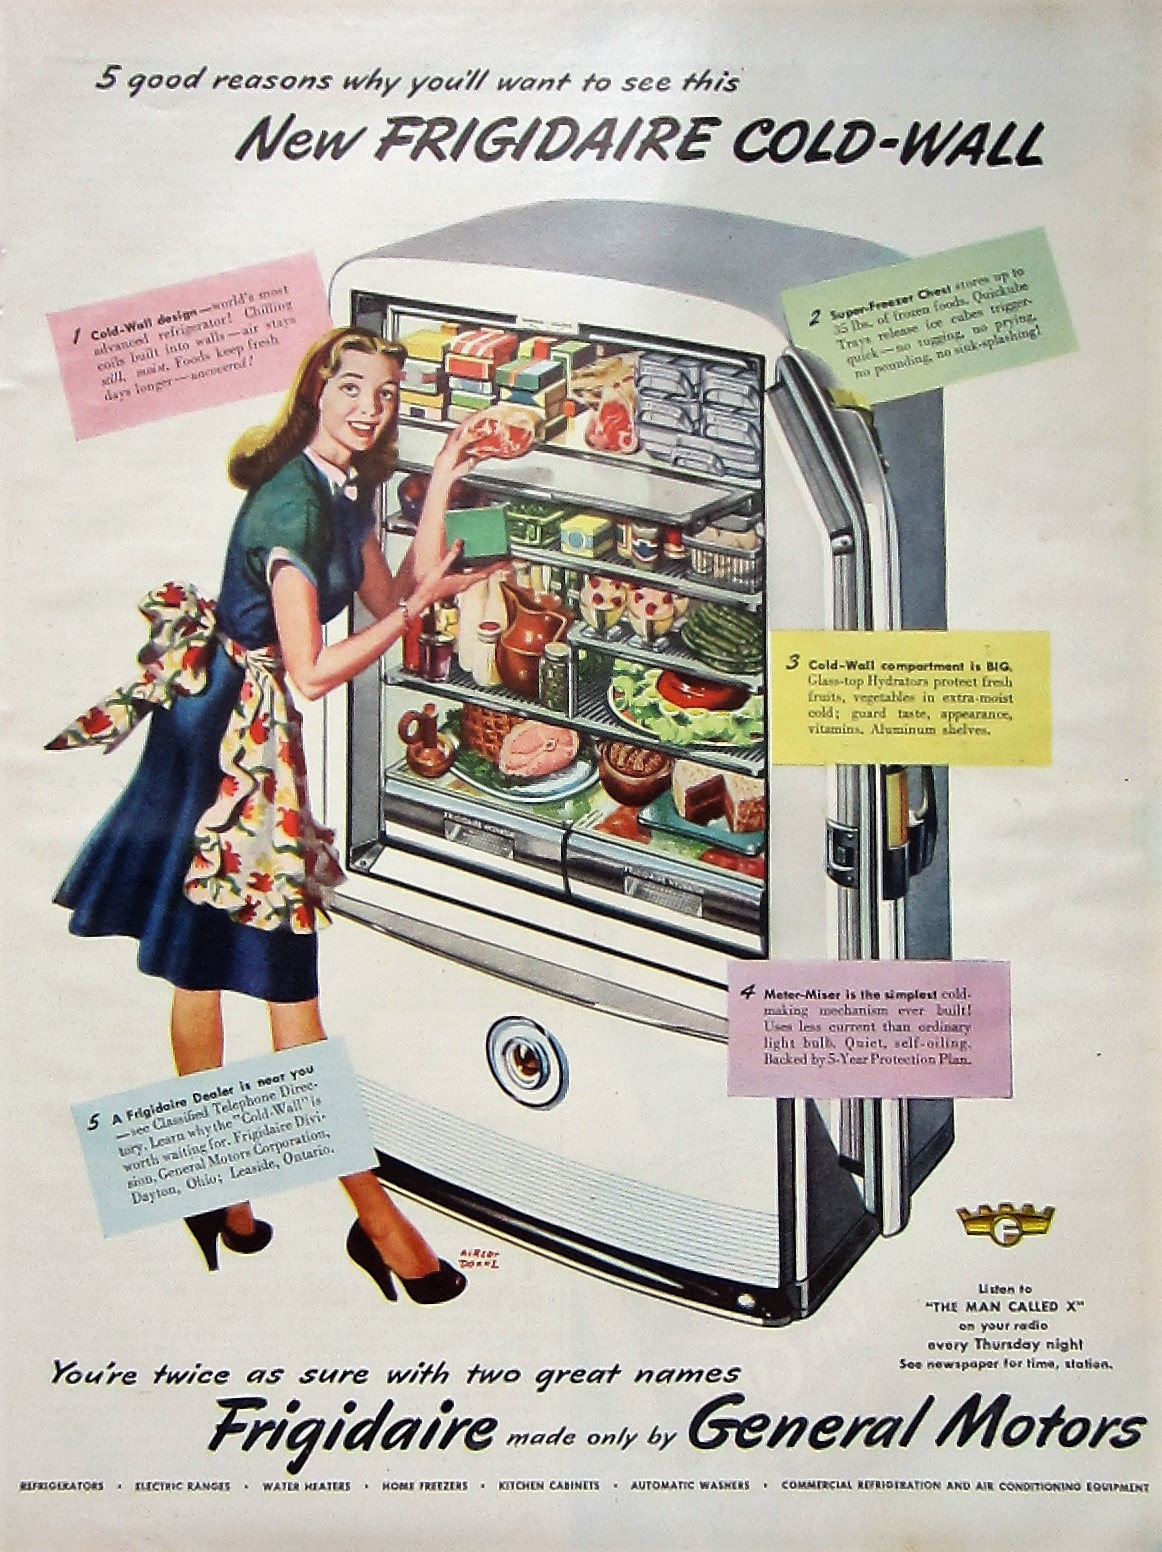 5 good reasons why you'll want to see this
New FRIGIDAIRE COLD-WALL
1 Cold-Wall design—world's most
advanced refrigerator! Chilling
coils built into walls—air stays
still, moist. Foods keep fresh
days longer—uncovered!
2 Super-Freezer Chest stores up to
35 lbs. of frozen foods. Quickube
Trays release ice cubes trigger-
quick—no tugging, no prying,
no pounding, no sink-splashing!
3 Cold-Wall compartment is BIG.
Glass-top Hydrators protect fresh
fruits, vegetables in extra-moist
cold; guard taste, appearance,
vitamins. Aluminum shelves.
4 Meter-Miser is the simplest cold-
making mechanism ever built!
Uses less current than ordinary
light bulb. Quiet, self-oiling.
Backed by 5-Year Protection Plan.
5 A Frigidaire Dealer is near you
—see Classified Telephone Direc-
tory. Learn why the "Cold-Wall" is
worth waiting for. Frigidaire Divi-
sion, General Motors Corporation,
Dayton, Ohio; Leaside, Ontario.
F
Listen to
"THE MAN CALLED X"
on your radio
every Thursday night
See newspaper for time, station.
You're twice as sure with two great names
Frigidaire made only by General Motors
REFRIGERATORS • ELECTRIC RANGES • WATER HEATERS • HOME FREEZERS • KITCHEN CABINETS • AUTOMATIC WASHERS • COMMERCIAL REFRIGERATION AND AIR CONDITIONING EQUIPMENT